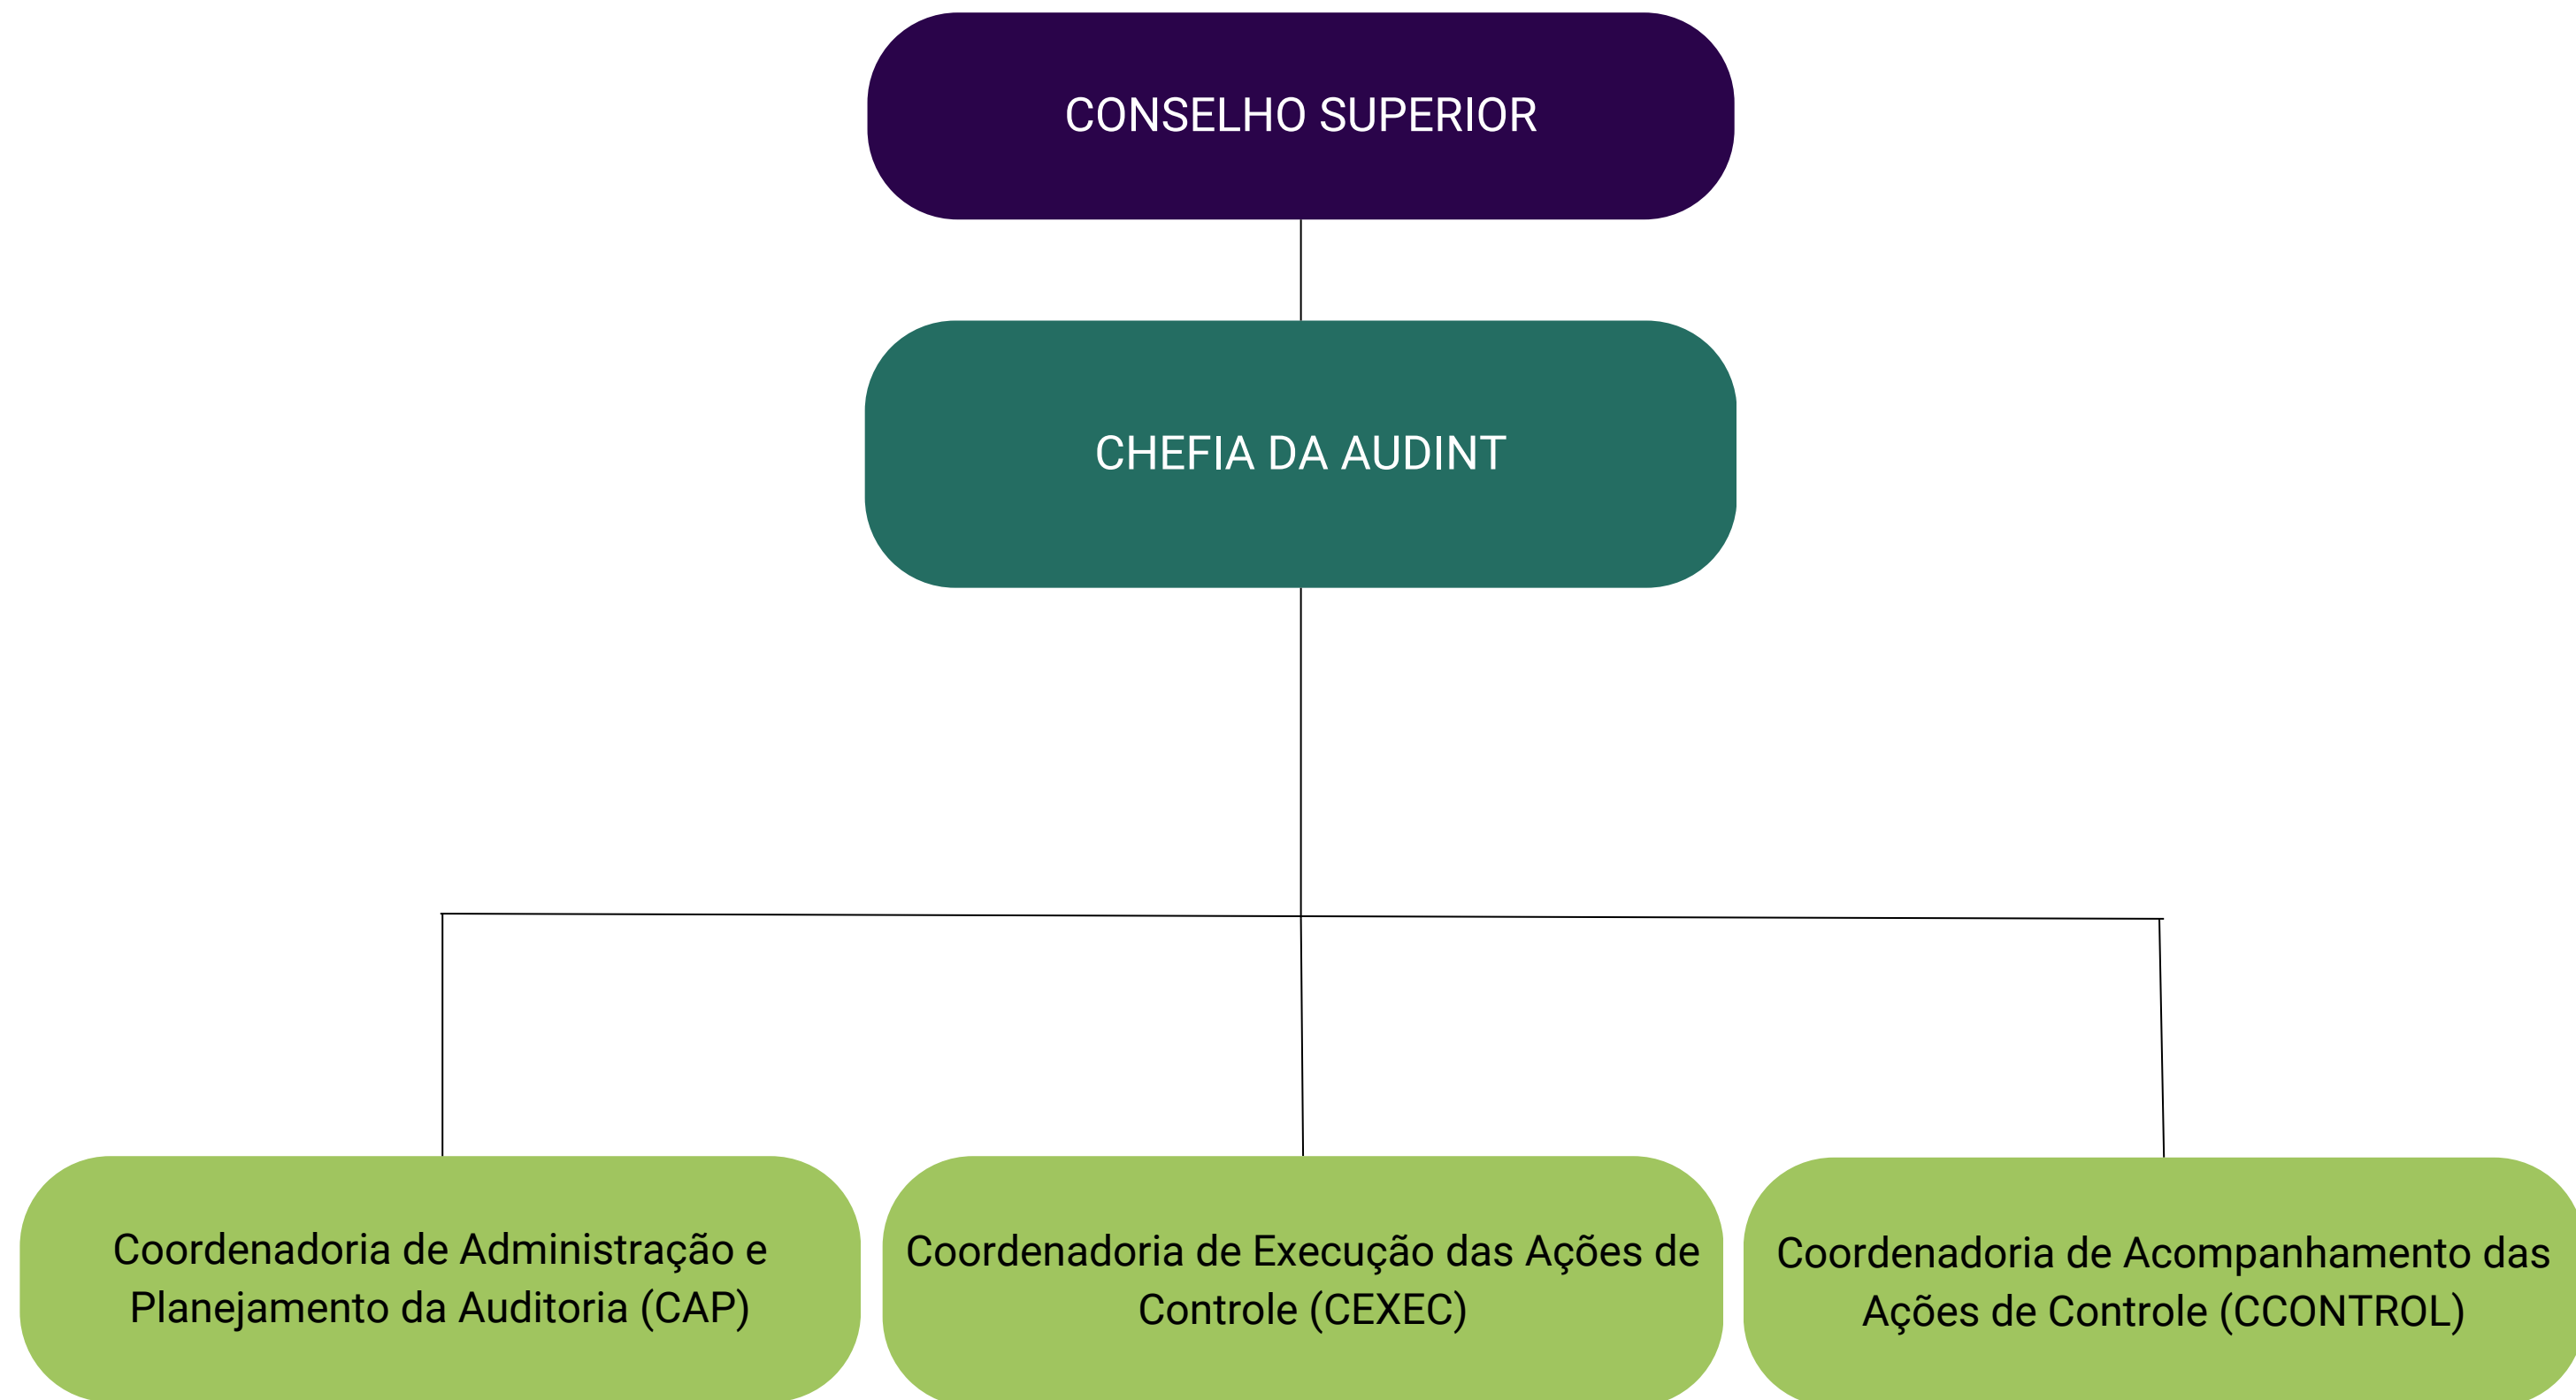 CONSELHO SUPERIOR
CHEFIA DA AUDINT
Coordenadoria de Administração e
Planejamento da Auditoria (CAP)
Coordenadoria de Execução das Ações de
Controle (CEXEC)
Coordenadoria de Acompanhamento das
Ações de Controle (CCONTROL)